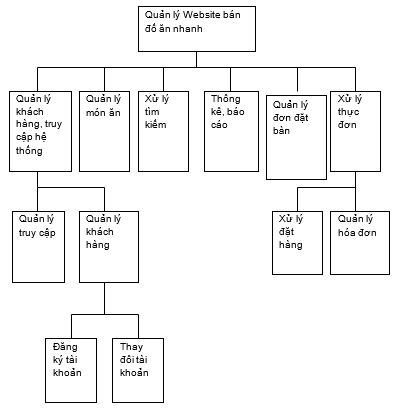 Quản lý Website bán
đồ ăn nhanh
Quản lý
khách
hàng, truy
cập hệ
thống
Quản lý
món ăn
Xử lý
tìm
kiếm
Thống
kê, báo
cáo
Quản lý
đơn đặt
bàn
Xử lý
thực
đơn
Quản lý
truy cập
Quản lý
khách
hàng
Xử lý
đặt
hàng
Quản lý
hóa đơn
Đăng
ký tài
khoản
Thay
đổi tài
khoản